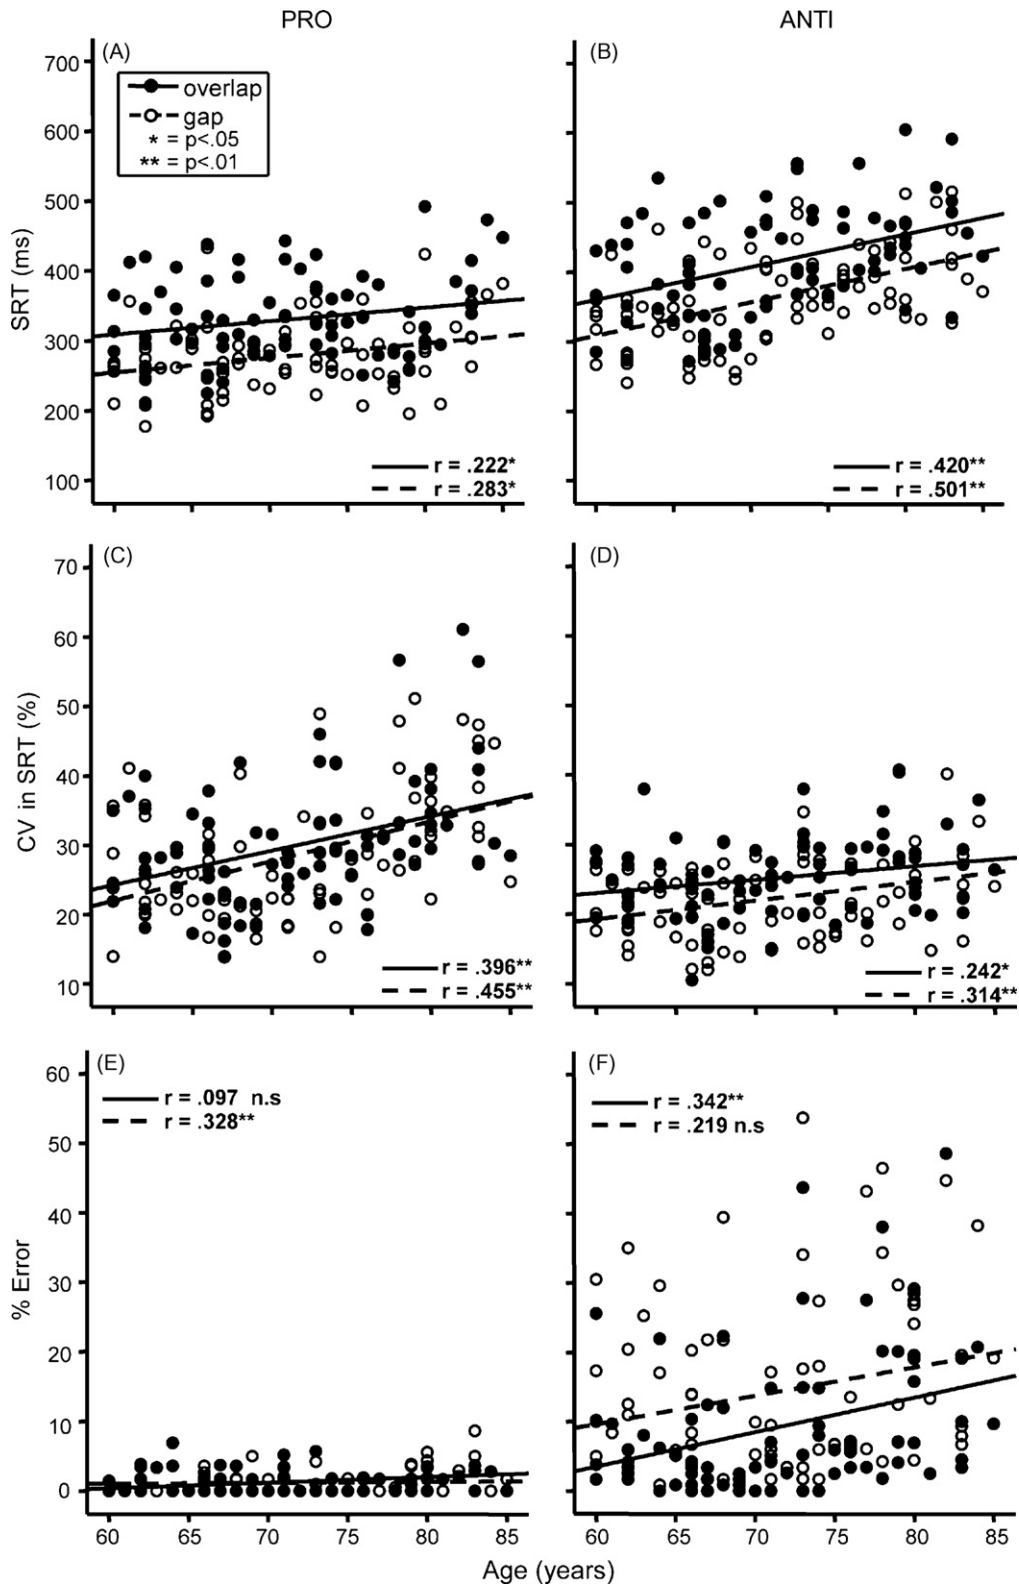 PRO
ANTI
(A)
700
600
500
400
300
200
100
SRT (ms)
overlap
gap
* = p<.05
** = p<.01
r = .222*
r = .283*
(B)
r = .420**
r = .501**
(C)
70
60
50
40
30
20
10
CV in SRT (%)
r = .396**
r = .455**
(D)
r = .242*
r = .314**
(E)
60
50
40
30
20
10
0
% Error
r = .097 n.s
r = .328**
60 65 70 75 80 85
(F)
r = .342**
r = .219 n.s
60 65 70 75 80 85
Age (years)